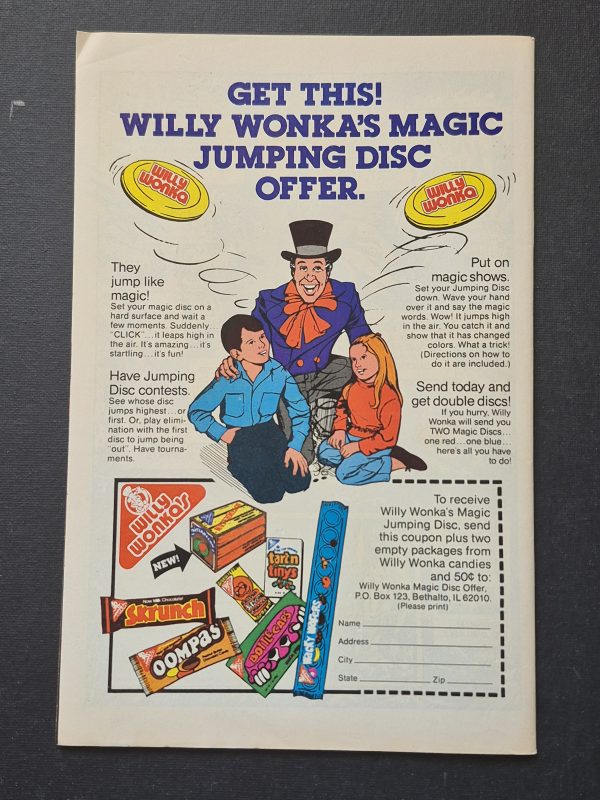 GET THIS!
WILLY WONKA'S MAGIC
JUMPING DISC
OFFER.
WILLY
WONKA
WILLY
WONKA
They
jump like
magic!
Set your magic disc on a
hard surface and wait a
few moments. Suddenly...
"CLICK"...it leaps high in
the air. It's amazing...it's
startling...it's fun!
Have Jumping
Disc contests.
See whose disc
jumps highest...or
first. Or, play elimi-
nation with the first
disc to jump being
"out". Have tourna-
ments.
Put on
magic shows.
Set your Jumping Disc
down. Wave your hand
over it and say the magic
words. Wow! It jumps high
in the air. You catch it and
show that it has changed
colors. What a trick!
(Directions on how to
do it are included.)
Send today and
get double discs!
If you hurry, Willy
Wonka will send you
TWO Magic Discs...
one red...one blue...
here's all you have
to do!
WILLY
WONKA'S
NEW!
tart'n
tinys
Now Milk Chocolate!
SKRUNCH
OOMPAS
BOTTLE CAPS
WACKY WAFERS
To receive
Willy Wonka's Magic
Jumping Disc, send
this coupon plus two
empty packages from
Willy Wonka candies
and 50¢ to:
Willy Wonka Magic Disc Offer,
P.O. Box 123, Bethalto, IL 62010.
(Please print)
Name
Address
City
State Zip